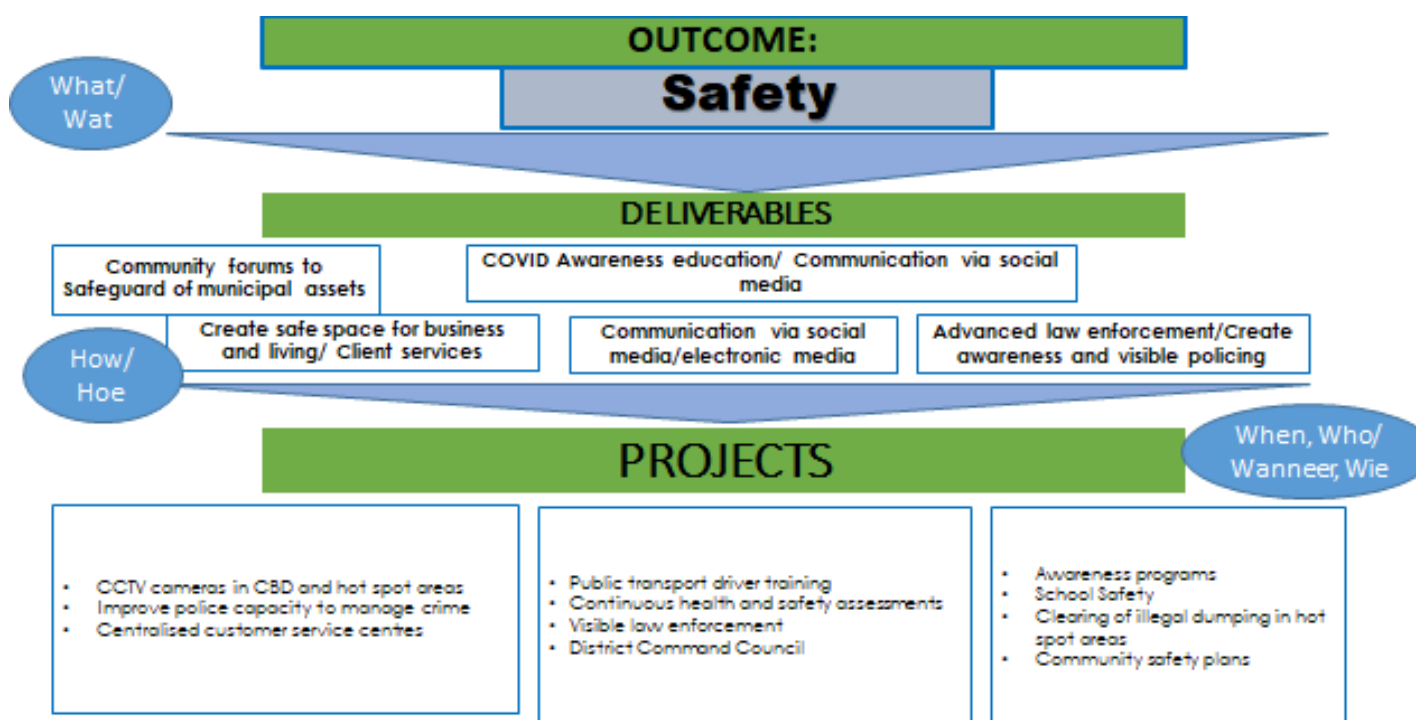 OUTCOME:
Safety
What/
Wat
DELIVERABLES
Community forums to
Safeguard of municipal assets
COVID Awareness education/ Communication via social
media
Create safe space for business
and living/ Client services
Communication via social
media/electronic media
Advanced law enforcement/Create
awareness and visible policing
How/
Hoe
PROJECTS
When, Who/
Wanneer, Wie
• CCTV cameras in CBD and hot spot areas
• Improve police capacity to manage crime
• Centralised customer service centres
• Public transport driver training
• Continuous health and safety assessments
• Visible law enforcement
• District Command Council
• Awareness programs
• School Safety
• Clearing of illegal dumping in hot
spot areas
• Community safety plans